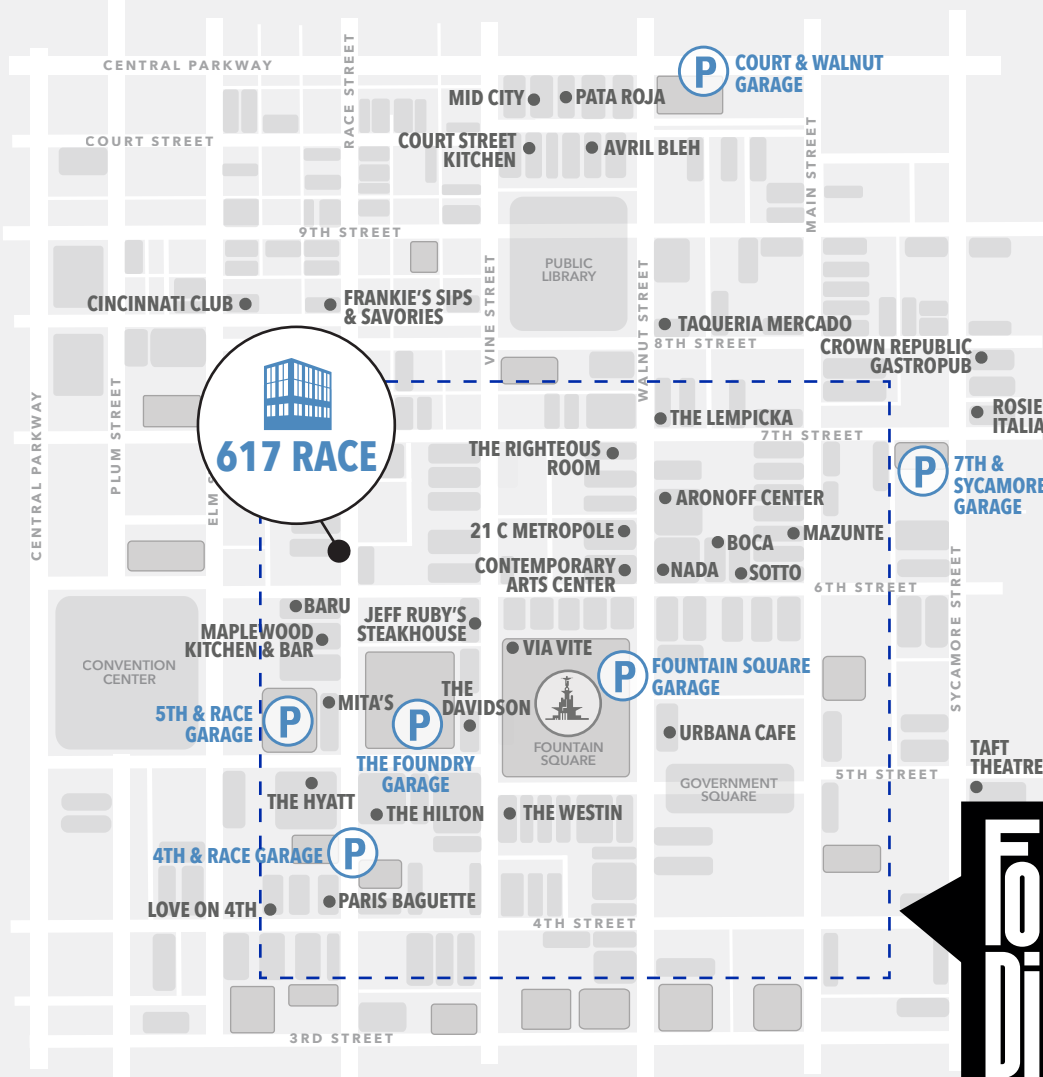 CENTRAL PARKWAY
RACE STREET
P
COURT & WALNUT
GARAGE
MID CITY
PATA ROJA
COURT STREET
COURT STREET
KITCHEN
AVRIL BLEH
MAIN STREET
9TH STREET
PUBLIC
LIBRARY
VINE STREET
WALNUT STREET
CINCINNATI CLUB
FRANKIE'S SIPS
& SAVORIES
TAQUERIA MERCADO
8TH STREET
CROWN REPUBLIC
GASTROPUB
617 RACE
CENTRAL PARKWAY
PLUM STREET
ELM S
THE LEMPICKA
ROSIE
ITALIA
7TH STREET
THE RIGHTEOUS
ROOM
P
7TH &
SYCAMORE
GARAGE
ARONOFF CENTER
21 C METROPOLE
BOCA
MAZUNTE
CONTEMPORARY
ARTS CENTER
NADA
SOTTO
6TH STREET
SYCAMORE STREET
BARU
JEFF RUBY'S
STEAKHOUSE
MAPLEWOOD
KITCHEN & BAR
VIA VITE
CONVENTION
CENTER
P
FOUNTAIN SQUARE
GARAGE
MITA'S
THE
DAVIDSON
5TH & RACE
GARAGE
P
P
THE FOUNDRY
GARAGE
FOUNTAIN
SQUARE
URBANA CAFE
TAFT
THEATRE
5TH STREET
GOVERNMENT
SQUARE
THE HYATT
THE HILTON
THE WESTIN
4TH & RACE GARAGE
P
PARIS BAGUETTE
LOVE ON 4TH
4TH STREET
3RD STREET